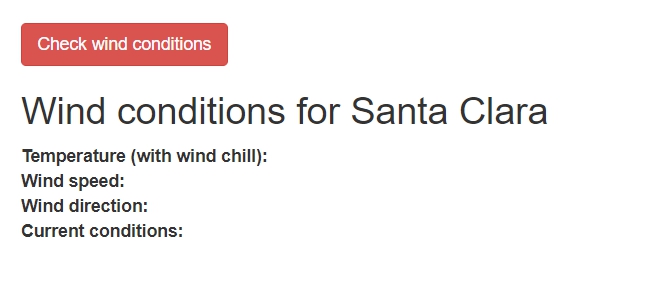 Check wind conditions
Wind conditions for Santa Clara
Temperature (with wind chill):
Wind speed:
Wind direction:
Current conditions: